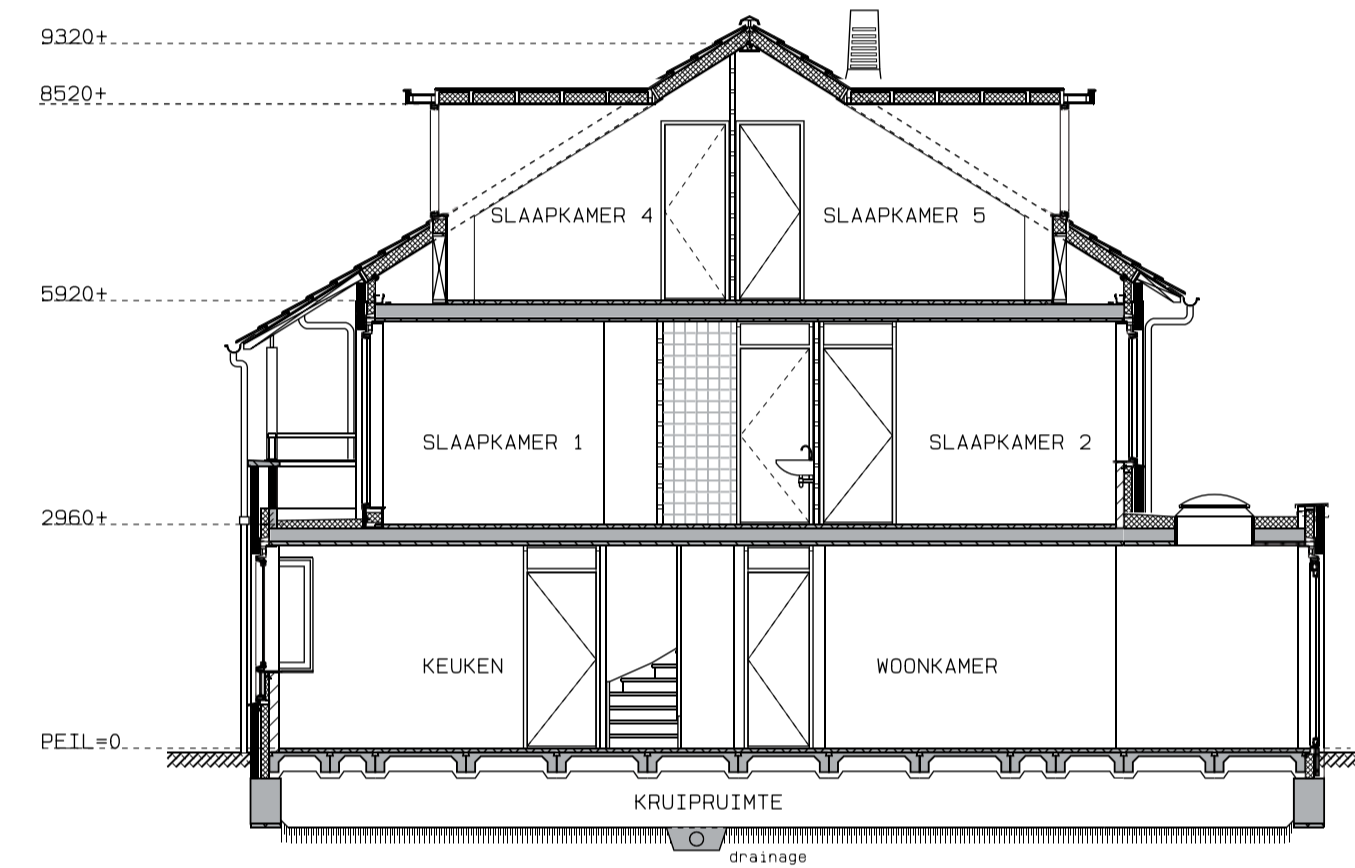 9320+
8520+
SLAAPKAMER 4 SLAAPKAMER 5
5920+
SLAAPKAMER 1 SLAAPKAMER 2
2960+
KEUKEN WOONKAMER
PEIL=0
KRUIPRUIMTE
drainage